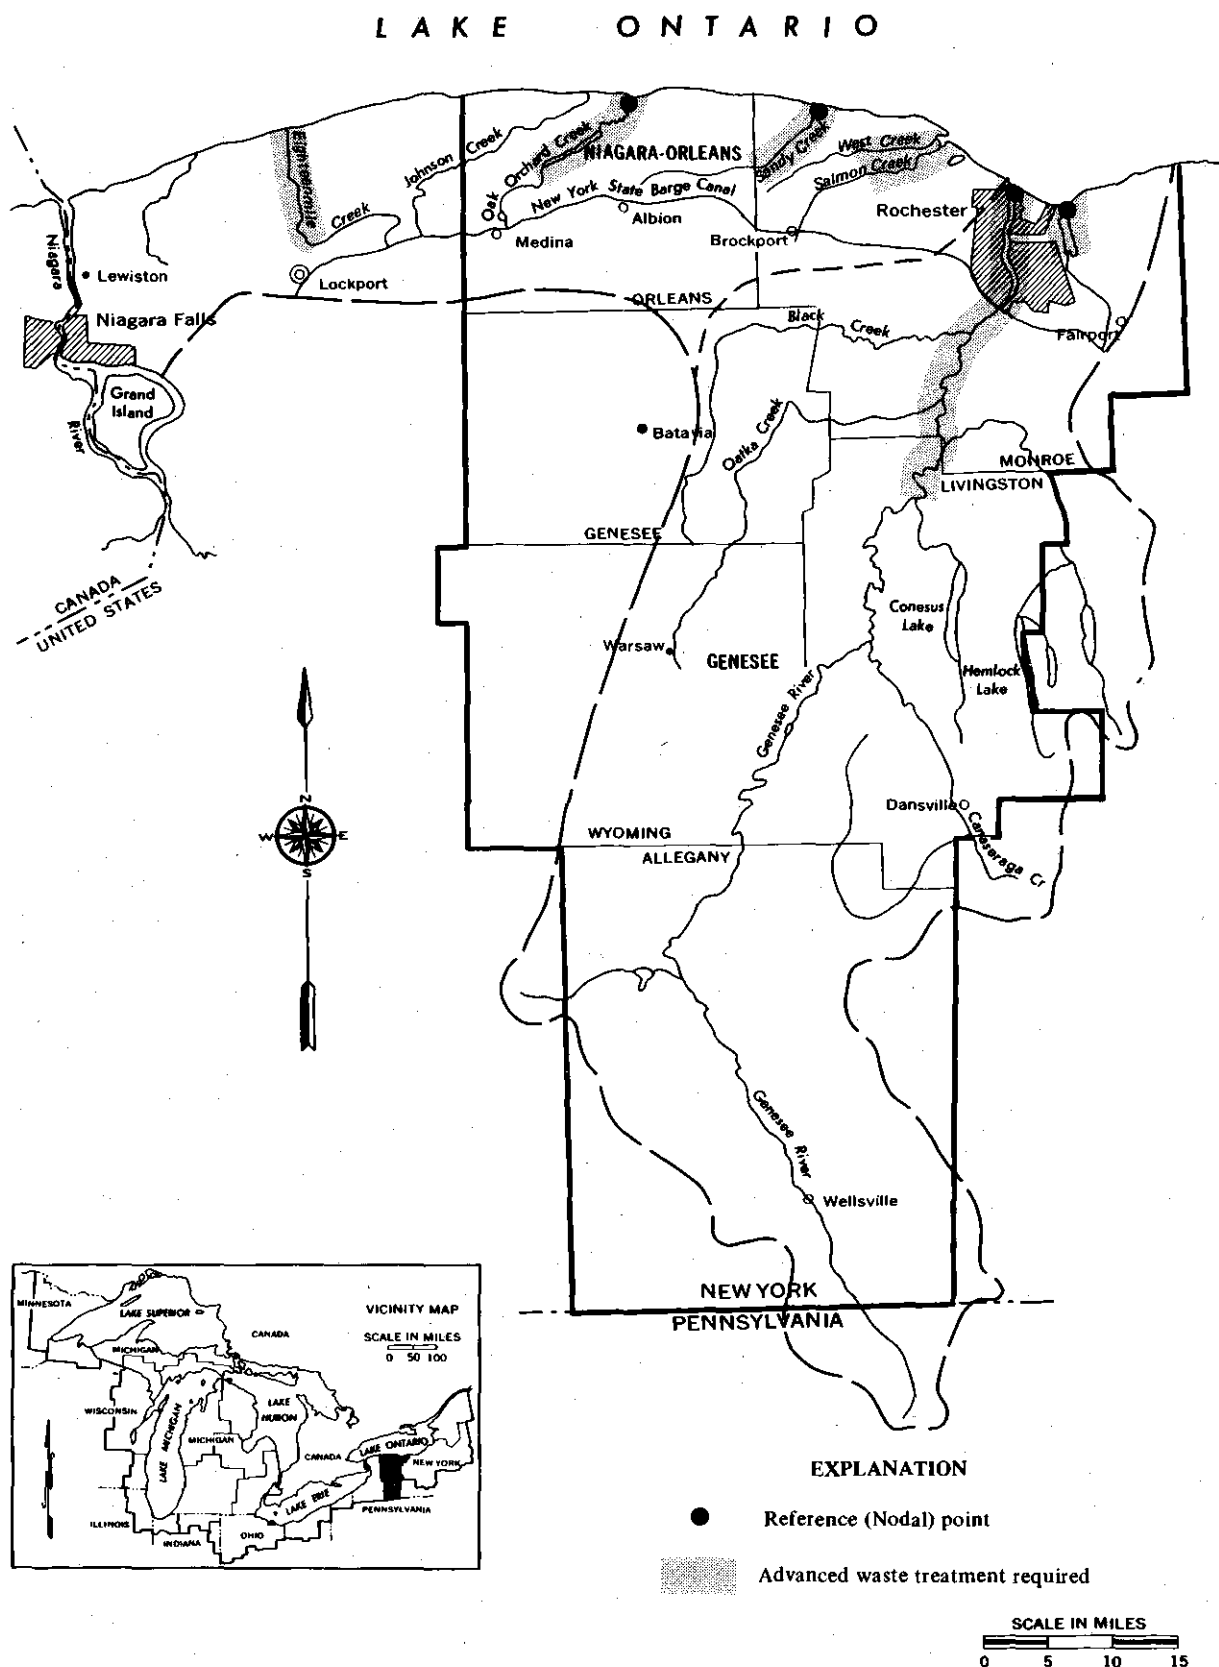 LAKE ONTARIO
Eighteenmile
Creek
Johnson Creek
Oak Orchard Creek
NIAGARA-ORLEANS
Sandy Creek
West Creek
Salmon Creek
New York State Barge Canal
Albion
Medina
Brockport
Rochester
Niagara
River
Lewiston
Lockport
Niagara Falls
Grand
Island
ORLEANS
Black Creek
Fairport
Batavia
Oatka Creek
MONROE
LIVINGSTON
GENESEE
CANADA
UNITED STATES
Conesus
Lake
Warsaw
GENESEE
Hemlock
Lake
Genesee River
Dansville
Caneseraga Cr
WYOMING
ALLEGANY
N
W
E
S
Genesee River
Wellsville
NEW YORK
PENNSYLVANIA
VICINITY MAP
SCALE IN MILES
0 50 100
MINNESOTA
LAKE SUPERIOR
CANADA
MICHIGAN
WISCONSIN
LAKE MICHIGAN
MICHIGAN
LAKE
HURON
CANADA
LAKE ONTARIO
NEW YORK
LAKE ERIE
PENNSYLVANIA
ILLINOIS
INDIANA
OHIO
EXPLANATION
Reference (Nodal) point
Advanced waste treatment required
SCALE IN MILES
0 5 10 15